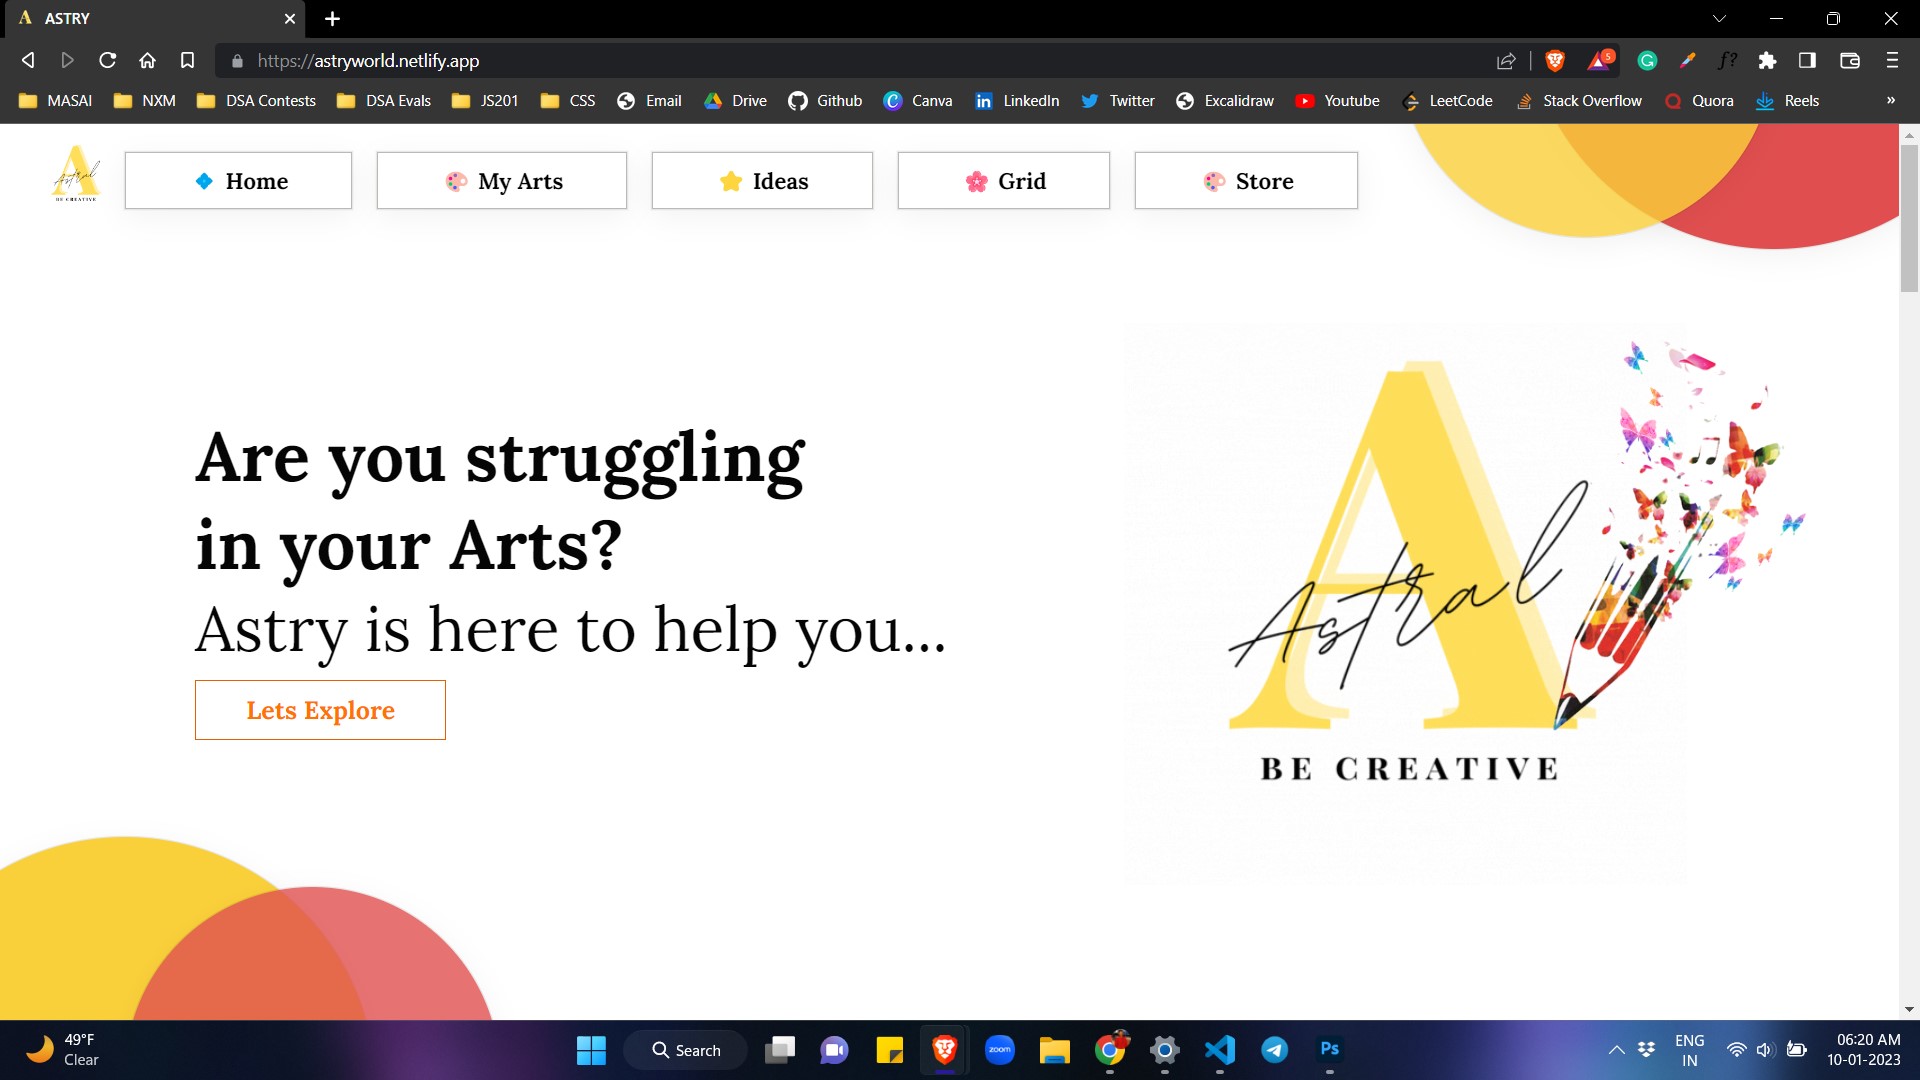 ASTRY
https://astryworld.netlify.app
5
MASAI NXM DSA Contests DSA Evals JS201 CSS Email Drive Github Canva LinkedIn Twitter Excalidraw Youtube LeetCode Stack Overflow Quora Reels »
A
Astral
BE CREATIVE
Home My Arts Ideas Grid Store
Are you struggling
in your Arts?
Astry is here to help you...
Lets Explore
A
Astral
BE CREATIVE
49°F
Clear
Search
zoom
Ps
ENG
IN
06:20 AM
10-01-2023